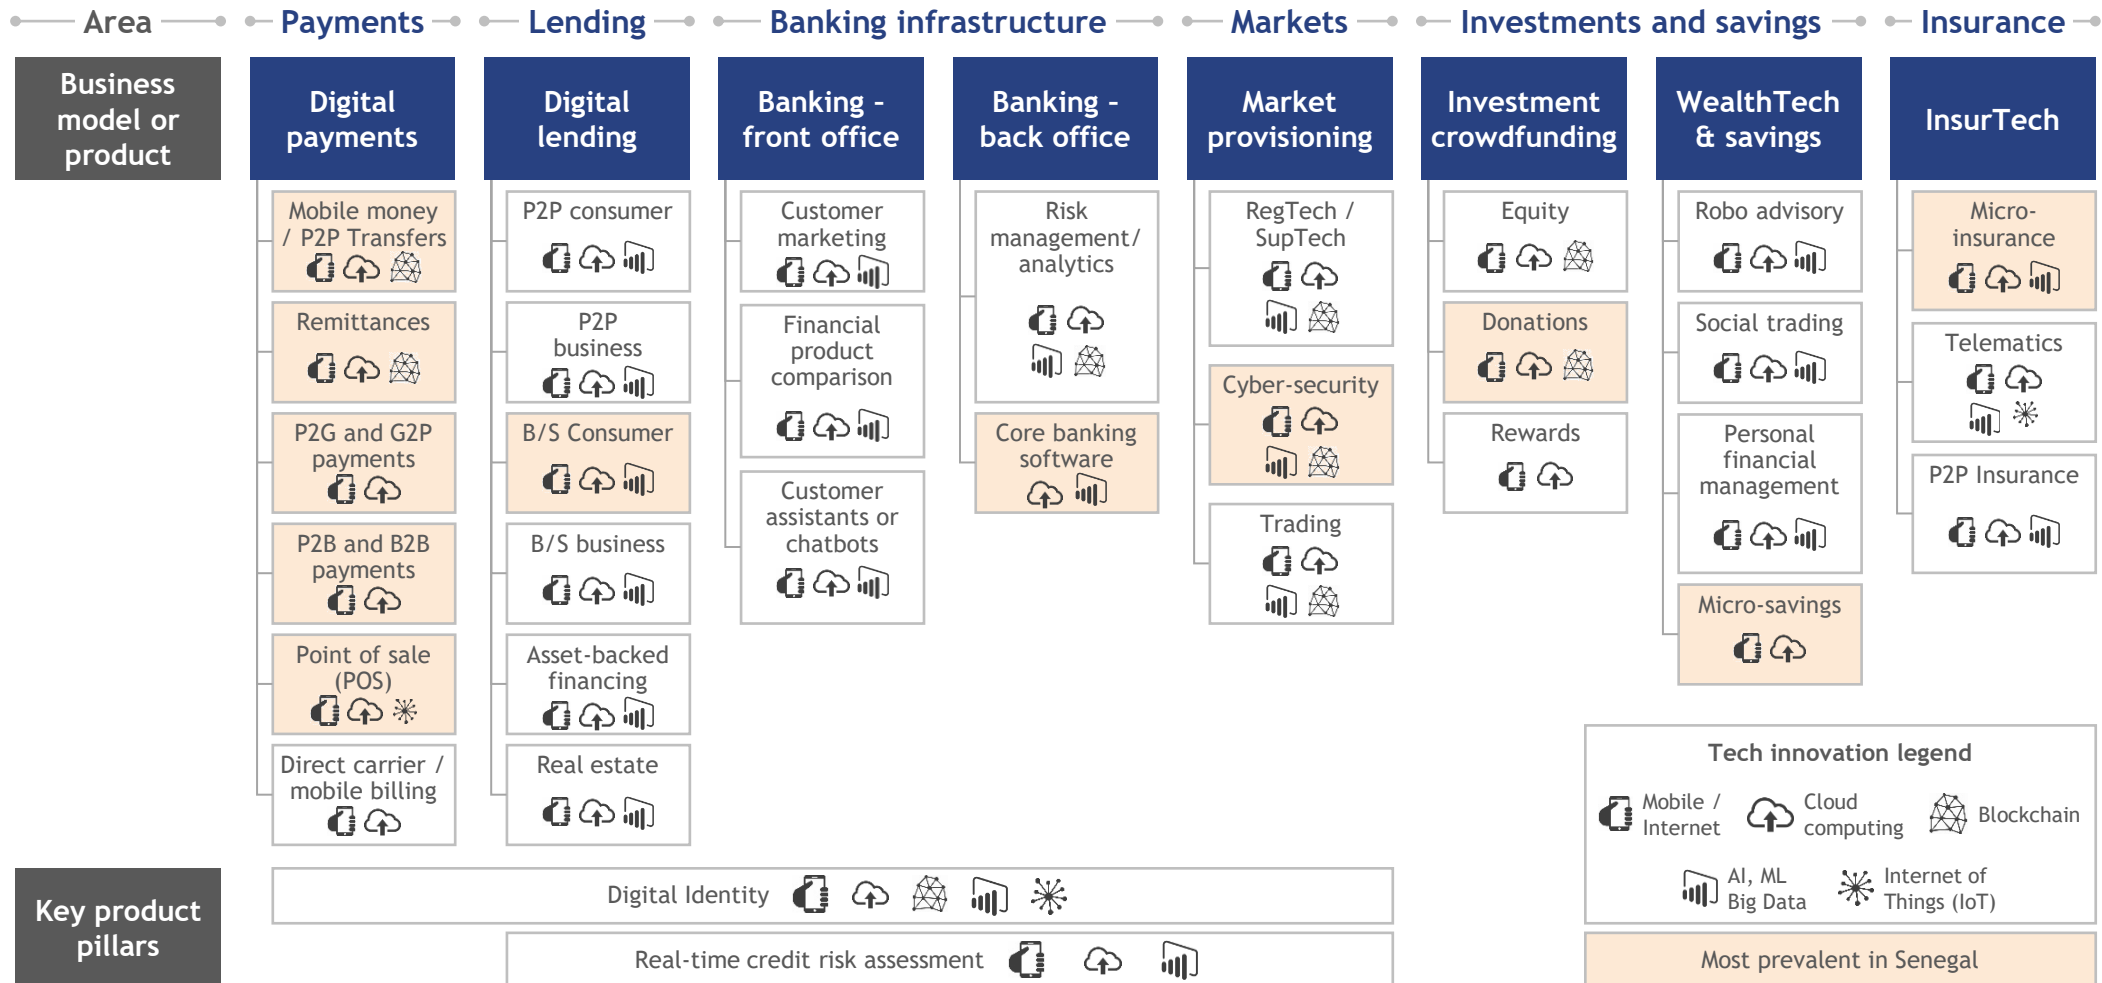 Area
Payments
Lending
Banking infrastructure
Markets
Investments and savings
Insurance
Business
model or
product
Digital
payments
Digital
lending
Banking –
front office
Banking –
back office
Market
provisioning
Investment
crowdfunding
WealthTech
& savings
InsurTech
Mobile money
/ P2P Transfers
Remittances
P2G and G2P
payments
P2B and B2B
payments
Point of sale
(POS)
Direct carrier /
mobile billing
P2P consumer
P2P
business
B/S Consumer
B/S business
Asset-backed
financing
Real estate
Customer
marketing
Financial
product
comparison
Customer
assistants or
chatbots
Risk
management/
analytics
Core banking
software
RegTech /
SupTech
Cyber-security
Trading
Equity
Donations
Rewards
Robo advisory
Social trading
Personal
financial
management
Micro-savings
Micro-
insurance
Telematics
P2P Insurance
Tech innovation legend
Mobile /
Internet
Cloud
computing
Blockchain
AI, ML
Big Data
Internet of
Things (IoT)
Most prevalent in Senegal
Key product
pillars
Digital Identity
Real-time credit risk assessment